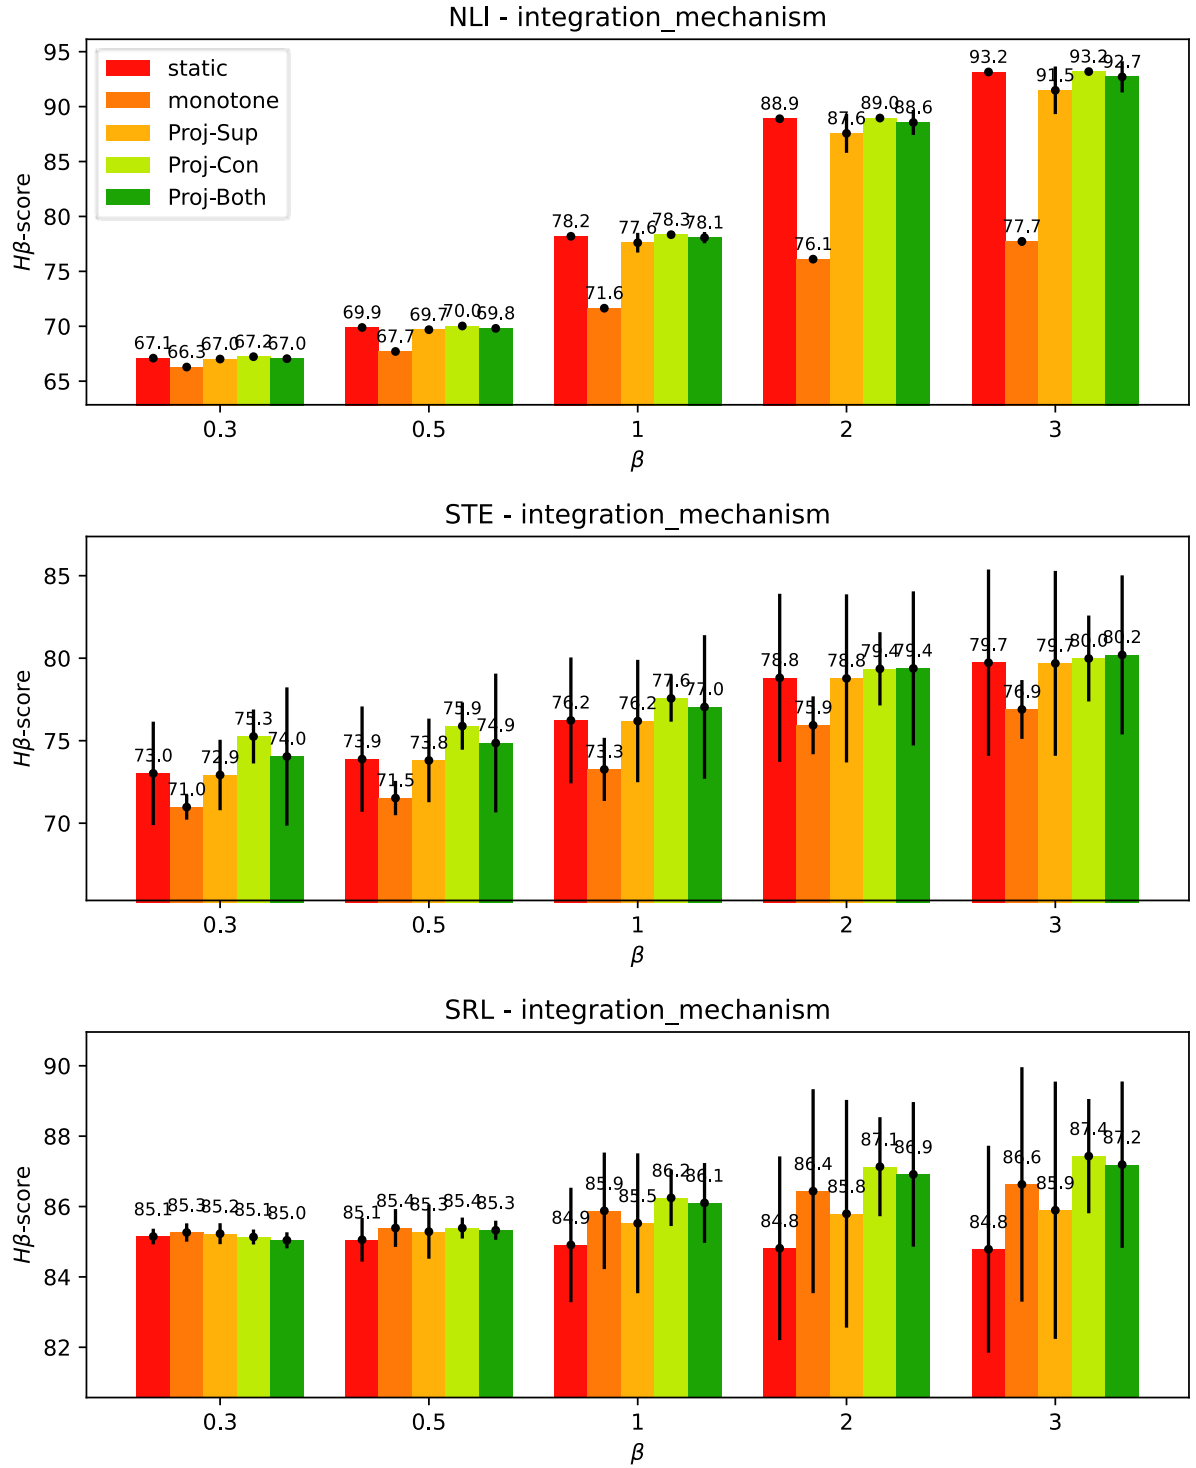 NLI - integration_mechanism
Hβ-score
95
90
85
80
75
70
65
static
monotone
Proj-Sup
Proj-Con
Proj-Both
67.1 66.3 67.0 67.2 67.0
69.9 67.7 69.7 70.0 69.8
78.2 71.6 77.6 78.3 78.1
88.9 76.1 87.6 89.0 88.6
93.2 77.7 91.5 93.2 92.7
0.3 0.5 1 2 3
β
STE - integration_mechanism
Hβ-score
85
80
75
70
73.0 71.0 72.9 75.3 74.0
73.9 71.5 73.8 75.9 74.9
76.2 73.3 76.2 77.6 77.0
78.8 75.9 78.8 79.4 79.4
79.7 76.9 79.7 80.0 80.2
0.3 0.5 1 2 3
β
SRL - integration_mechanism
Hβ-score
90
88
86
84
82
85.1 85.3 85.2 85.1 85.0
85.1 85.4 85.3 85.4 85.3
84.9 85.9 85.5 86.2 86.1
84.8 86.4 85.8 87.1 86.9
84.8 86.6 85.9 87.4 87.2
0.3 0.5 1 2 3
β